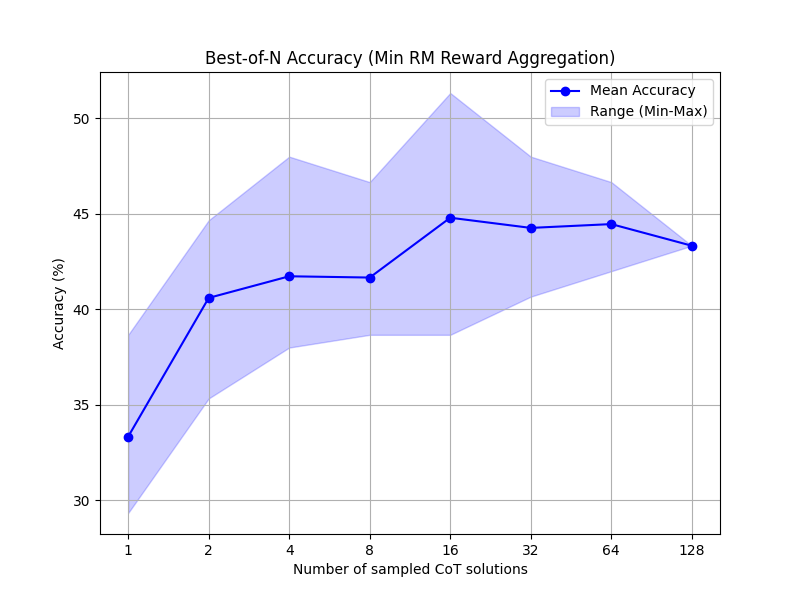 Best-of-N Accuracy (Min RM Reward Aggregation)
Mean Accuracy
Range (Min-Max)
50
45
40
35
30
Accuracy (%)
1 2 4 8 16 32 64 128
Number of sampled CoT solutions